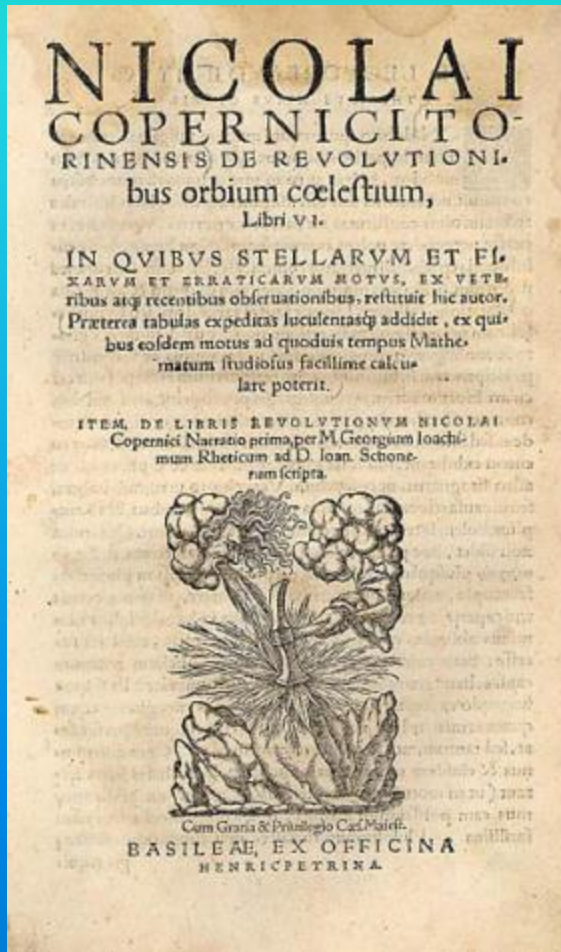 NICOLAI
COPERNICI TO-
RINENSIS DE REVOLVTIONI-
bus orbium cœleſtium,
Libri VI.
IN QVIBVS STELLARVM ET FI-
XARVM ET ERRATICARVM MOTVS, EX VETE-
ribus atq; recentibus obſeruationibus, reſtituit hic autor.
Præterea tabulas expeditas luculentasq; addidit, ex qui-
bus eoſdem motus ad quoduis tempus Mathe-
matum ſtudioſus facillime calcu-
lare poterit.
ITEM, DE LIBRIS REVOLVTIONVM NICOLAI
Copernici Narratio prima, per M. Georgium Ioachi-
mum Rheticum ad D. Ioan. Schone-
rum ſcripta.
Cum Gratia & Priuilegio Cæſ. Maieſt.
BASILEAE, EX OFFICINA
HENRICPETRINA.